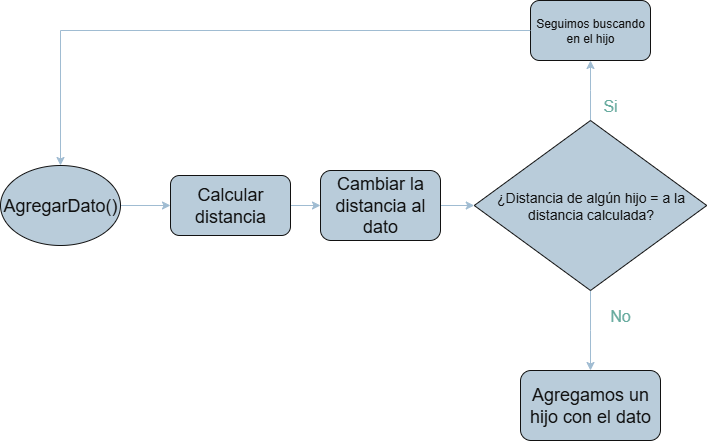 Seguimos buscando
en el hijo
Si
AgregarDato()
Calcular
distancia
Cambiar la
distancia al
dato
¿Distancia de algún hijo = a la
distancia calculada?
No
Agregamos un
hijo con el dato